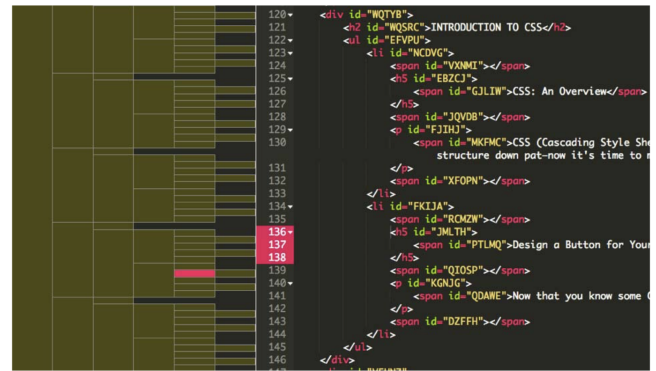 120 <div id="WQTYB">
121 <h2 id="WQSRC">INTRODUCTION TO CSS</h2>
122 <ul id="EFVPU">
123 <li id="NCDVG">
124 <span id="VXNMI"></span>
125 <h5 id="EBZCJ">
126 <span id="GJLIW">CSS: An Overview</span>
127 </h5>
128 <span id="JQVDB"></span>
129 <p id="FJIHJ">
130 <span id="MKFMC">CSS (Cascading Style She
structure down pat-now it's time to
131 </p>
132 <span id="XFOPN"></span>
133 </li>
134 <li id="FKIJA">
135 <span id="RCMZW"></span>
136 <h5 id="JMLTH">
137 <span id="PTLMQ">Design a Button for Your
138 </h5>
139 <span id="QIOSP"></span>
140 <p id="KGNJG">
141 <span id="QDAWE">Now that you know some
142 </p>
143 <span id="DZFFH"></span>
144 </li>
145 </ul>
146 </div>